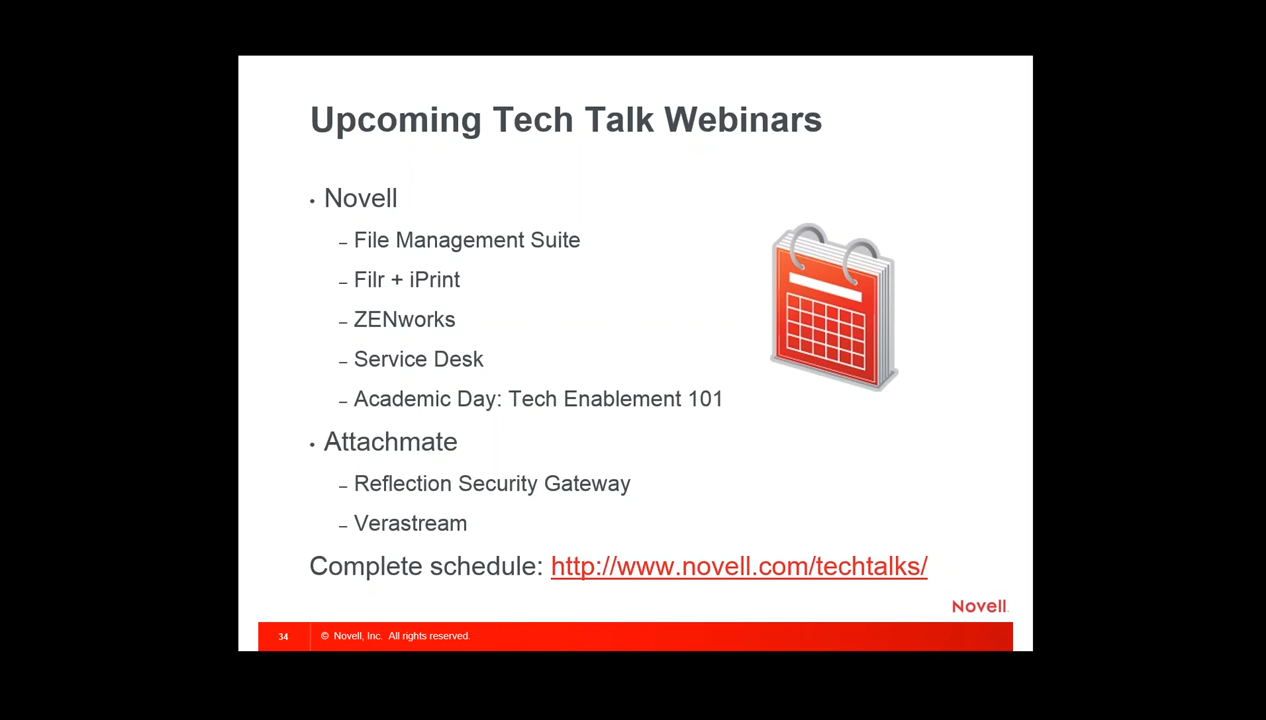 Upcoming Tech Talk Webinars
• Novell
– File Management Suite
– Filr + iPrint
– ZENworks
– Service Desk
– Academic Day: Tech Enablement 101
• Attachmate
– Reflection Security Gateway
– Verastream
Complete schedule: http://www.novell.com/techtalks/
Novell.
34 © Novell, Inc. All rights reserved.